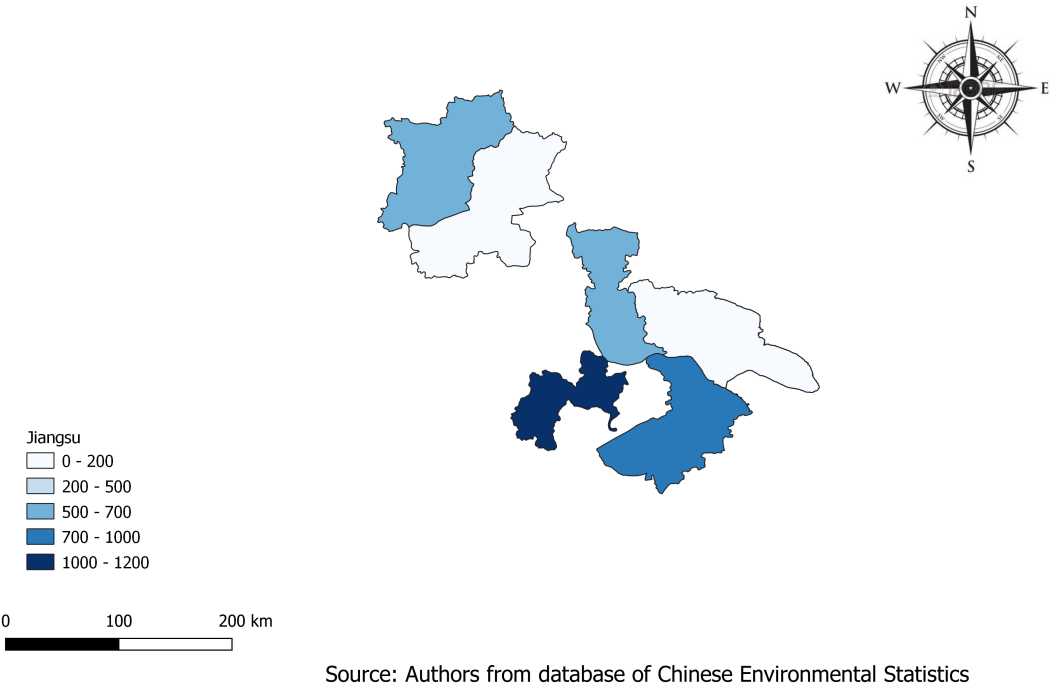 N
W
E
S
Jiangsu
0 - 200
200 - 500
500 - 700
700 - 1000
1000 - 1200
0 100 200 km
Source: Authors from database of Chinese Environmental Statistics